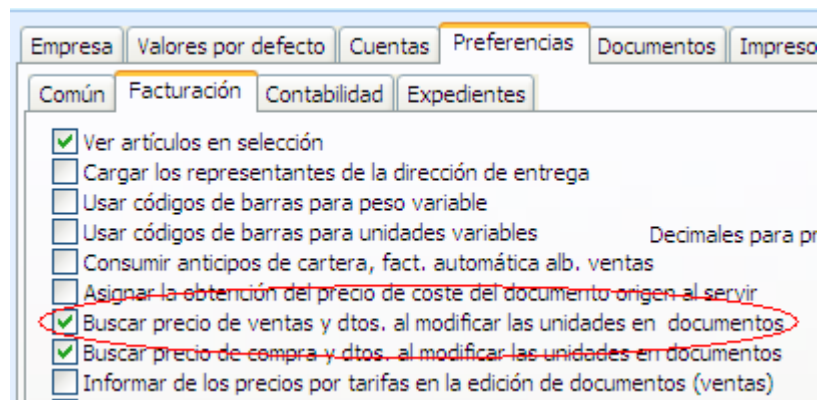 Empresa Valores por defecto Cuentas Preferencias Documentos Impreso
Común Facturación Contabilidad Expedientes
Ver artículos en selección
Cargar los representantes de la dirección de entrega
Usar códigos de barras para peso variable
Usar códigos de barras para unidades variables Decimales para pr
Consumir anticipos de cartera, fact. automática alb. ventas
Asignar la obtención del precio de coste del documento origen al servir
Buscar precio de ventas y dtos. al modificar las unidades en documentos
Buscar precio de compra y dtos. al modificar las unidades en documentos
Informar de los precios por tarifas en la edición de documentos (ventas)